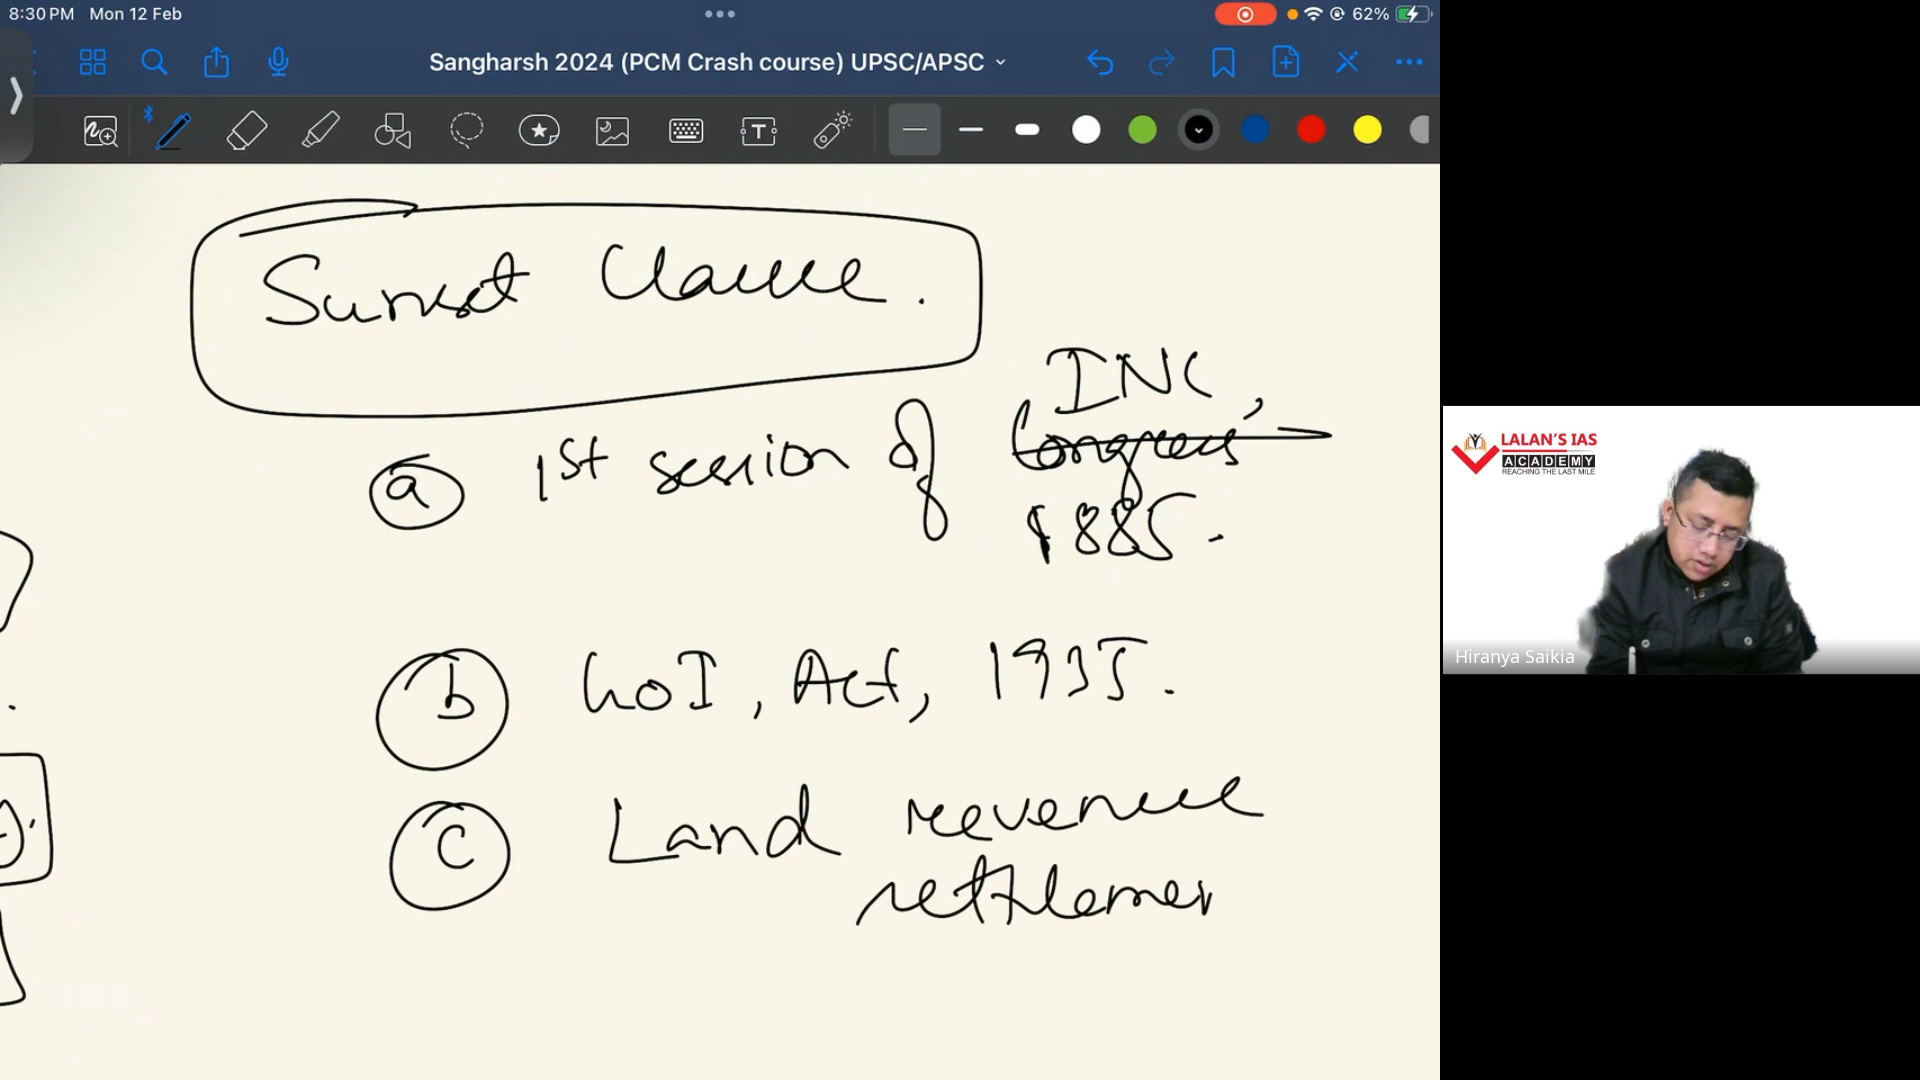 8:30 PM Mon 12 Feb
62%
Sangharsh 2024 (PCM Crash course) UPSC/APSC
T
Sunset Clause.
INC,
a 1st session of Congress
1885.
b GoI, Act, 1935.
c Land revenue
settlemen
LALAN'S IAS
ACADEMY
REACHING THE LAST MILE
Hiranya Saikia